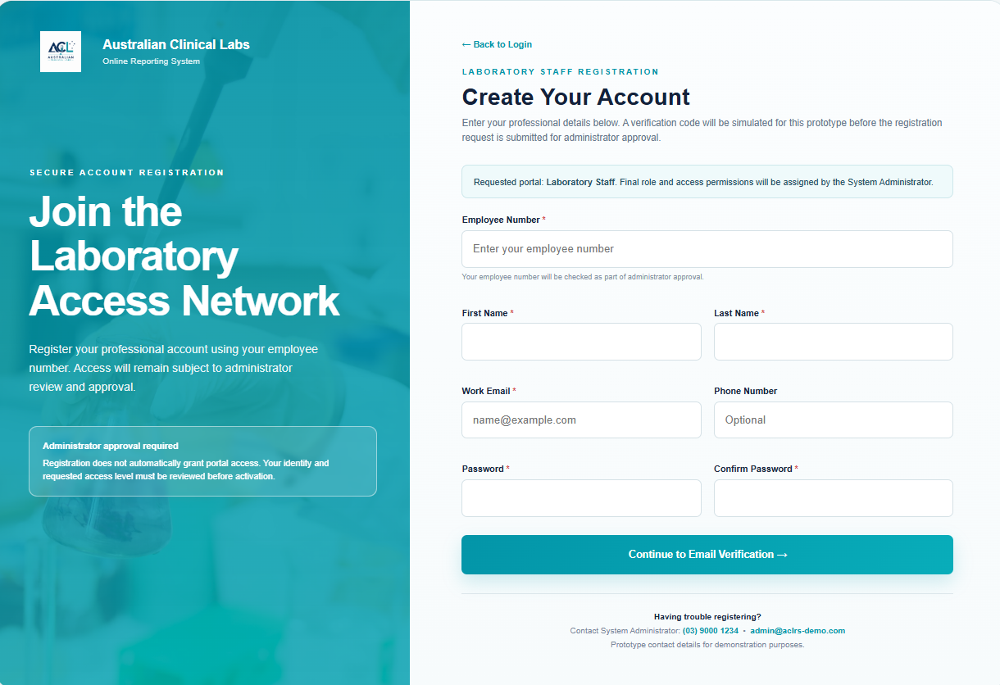 ACL
AUSTRALIAN
Australian Clinical Labs
Online Reporting System
SECURE ACCOUNT REGISTRATION
Join the
Laboratory
Access Network
Register your professional account using your employee
number. Access will remain subject to administrator
review and approval.
Administrator approval required
Registration does not automatically grant portal access. Your identity and
requested access level must be reviewed before activation.
← Back to Login
LABORATORY STAFF REGISTRATION
Create Your Account
Enter your professional details below. A verification code will be simulated for this prototype before the registration
request is submitted for administrator approval.
Requested portal: Laboratory Staff. Final role and access permissions will be assigned by the System Administrator.
Employee Number *
Enter your employee number
Your employee number will be checked as part of administrator approval.
First Name *
Last Name *
Work Email *
Phone Number
name@example.com
Optional
Password *
Confirm Password *
Continue to Email Verification →
Having trouble registering?
Contact System Administrator: (03) 9000 1234 • admin@aclrs-demo.com
Prototype contact details for demonstration purposes.